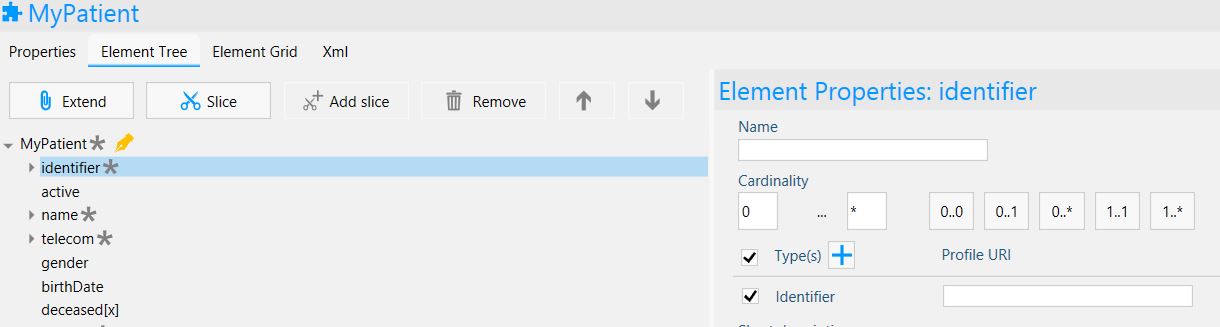 MyPatient
Properties Element Tree Element Grid Xml
Extend Slice Add slice Remove
MyPatient*
identifier*
active
name*
telecom*
gender
birthDate
deceased[x]
Element Properties: identifier
Name
Cardinality
0 ... * 0..0 0..1 0..* 1..1 1..*
Type(s) Profile URI
Identifier